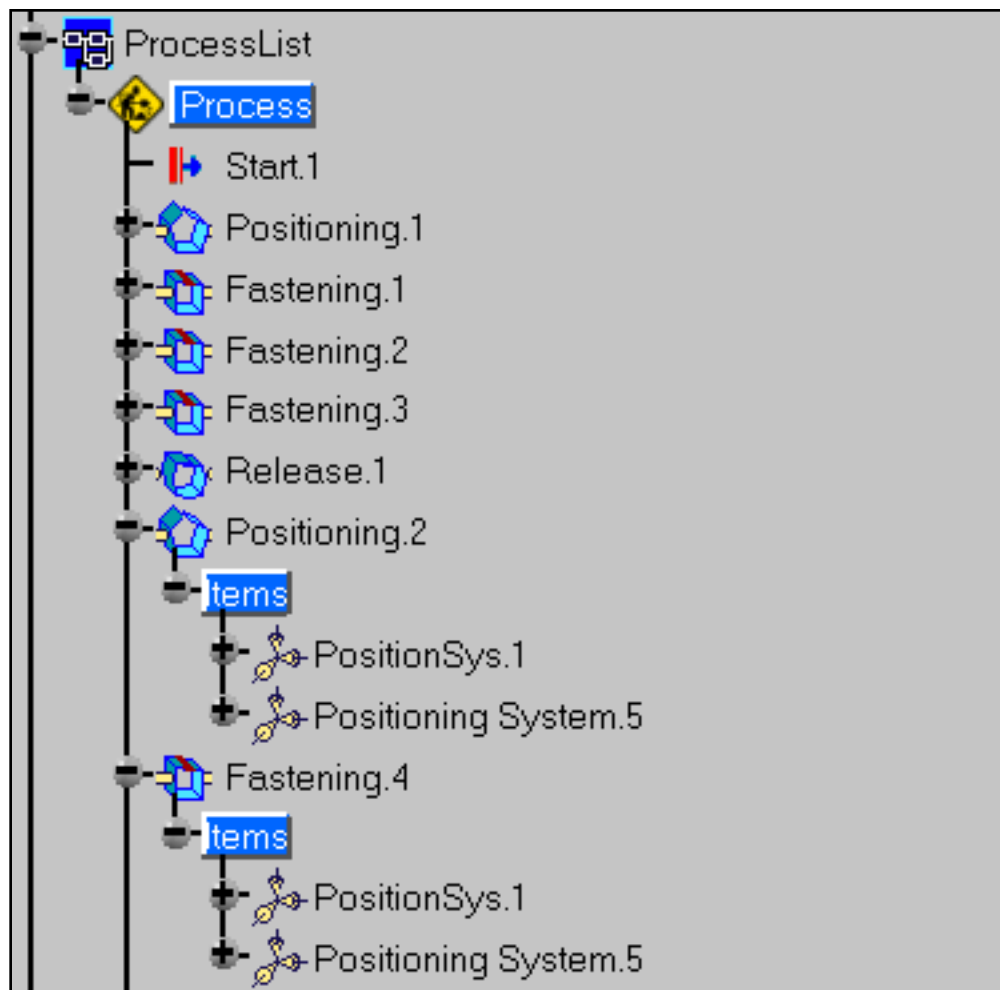 ProcessList
Process
Start.1
Positioning.1
Fastening.1
Fastening.2
Fastening.3
Release.1
Positioning.2
Items
PositionSys.1
Positioning System.5
Fastening.4
Items
PositionSys.1
Positioning System.5